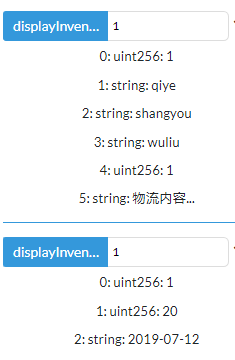 displayInven... 1
0: uint256: 1
1: string: qiye
2: string: shangyou
3: string: wuliu
4: uint256: 1
5: string: 物流内容...
displayInven... 1
0: uint256: 1
1: uint256: 20
2: string: 2019-07-12